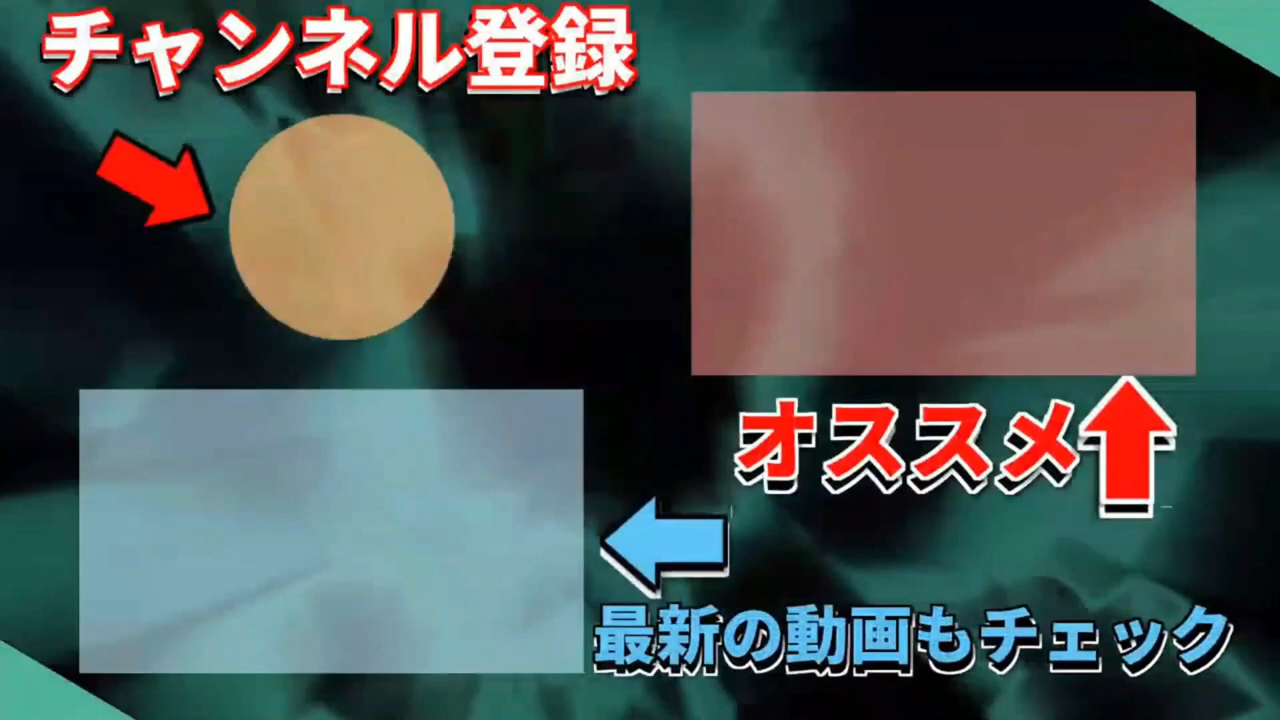 チャンネル登録
オススメ
最新の動画もチェック